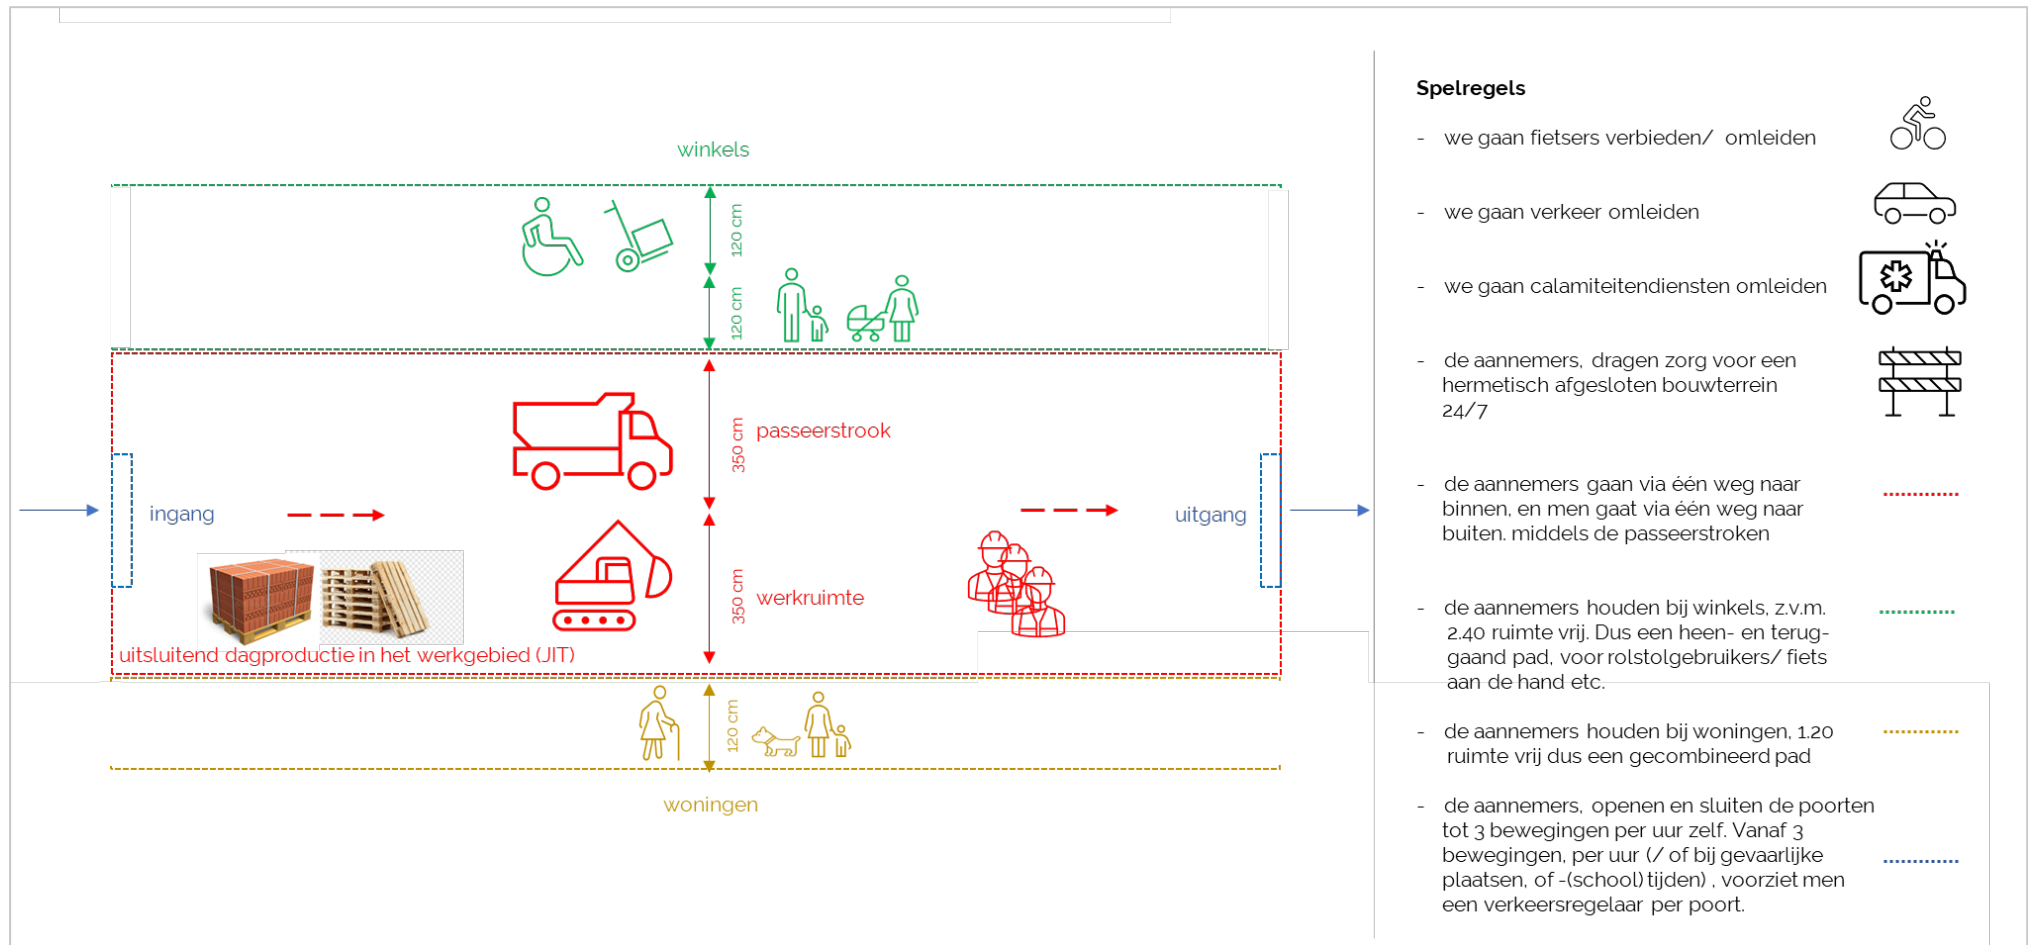 winkels
120 cm
120 cm
350 cm
passeerstrook
ingang
uitgang
350 cm
werkruimte
uitsluitend dagproductie in het werkgebied (JIT)
120 cm
woningen
Spelregels
- we gaan fietsers verbieden/ omleiden
- we gaan verkeer omleiden
- we gaan calamiteitendiensten omleiden
- de aannemers, dragen zorg voor een
hermetisch afgesloten bouwterrein
24/7
- de aannemers gaan via één weg naar
binnen, en men gaat via één weg naar
buiten. middels de passeerstroken
- de aannemers houden bij winkels, z.v.m.
2.40 ruimte vrij. Dus een heen- en terug-
gaand pad, voor rolstolgebruikers/ fiets
aan de hand etc.
- de aannemers houden bij woningen, 1.20
ruimte vrij dus een gecombineerd pad
- de aannemers, openen en sluiten de poorten
tot 3 bewegingen per uur zelf. Vanaf 3
bewegingen, per uur (/ of bij gevaarlijke
plaatsen, of -(school) tijden) , voorziet men
een verkeersregelaar per poort.